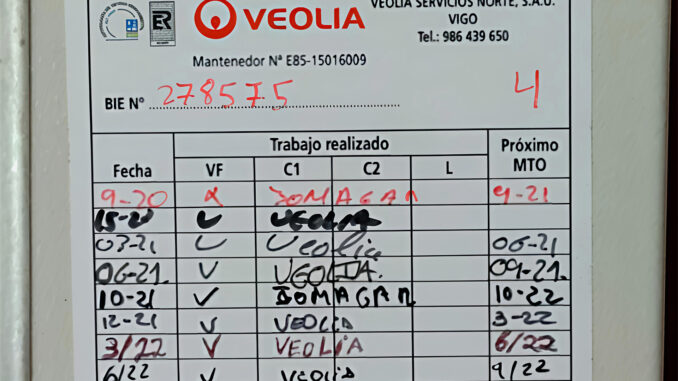 VEOLIA SERVICIOS NORTE, S.A.U.
VEOLIA
VIGO
ER
Tel.: 986 439 650
Mantenedor Nº E85-15016009
BIE Nº 278575 4
Trabajo realizado
Próximo
Fecha VF C1 C2 L MTO
9-20 DOMAGAN 9-21
VEOLIA
03-21 V Veolia 06-21
06-21. V VEOLIA. 09-21.
10-21 V DOMAGAN 10-22
12-21 V VEOLIA 3-22
3/22 V VEOLIA 6/22
6/22 V VEOLIA 9/22